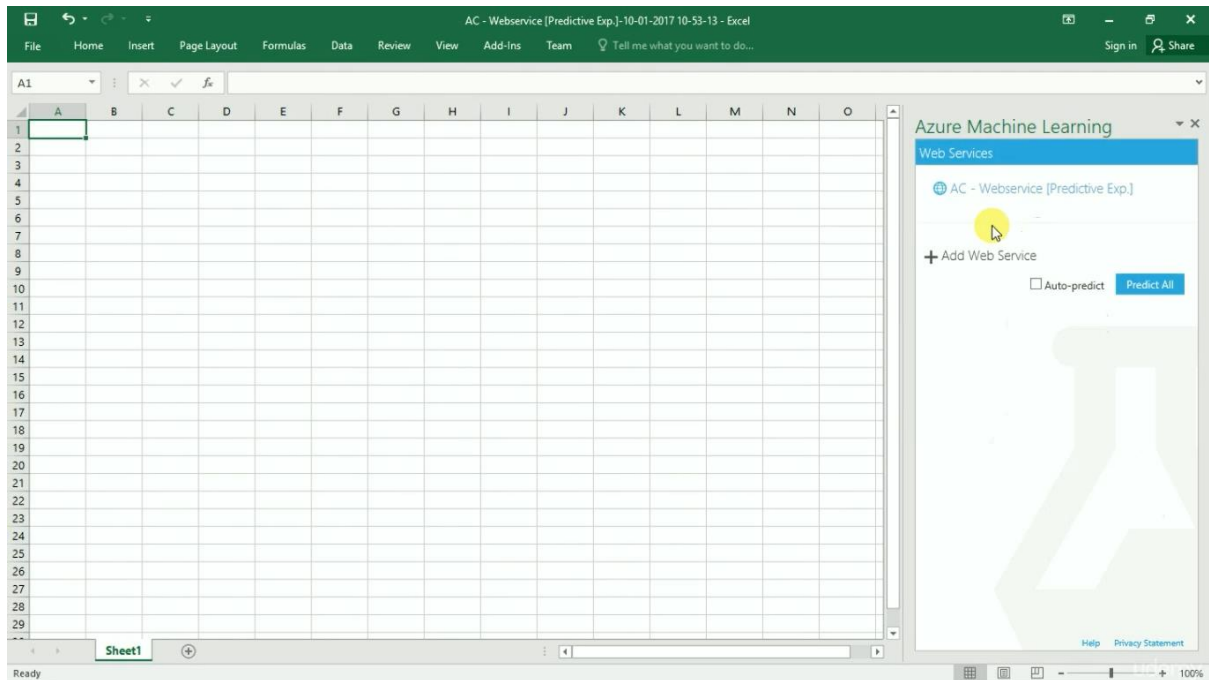 AC - Webservice [Predictive Exp.]-10-01-2017 10-53-13 - Excel
File Home Insert Page Layout Formulas Data Review View Add-Ins Team Tell me what you want to do... Sign in Share
A1 fx
A B C D E F G H I J K L M N O
1
2
3
4
5
6
7
8
9
10
11
12
13
14
15
16
17
18
19
20
21
22
23
24
25
26
27
28
29
Azure Machine Learning
Web Services
AC - Webservice [Predictive Exp.]
Add Web Service
Auto-predict Predict All
Help Privacy Statement
Sheet1
Ready 100%